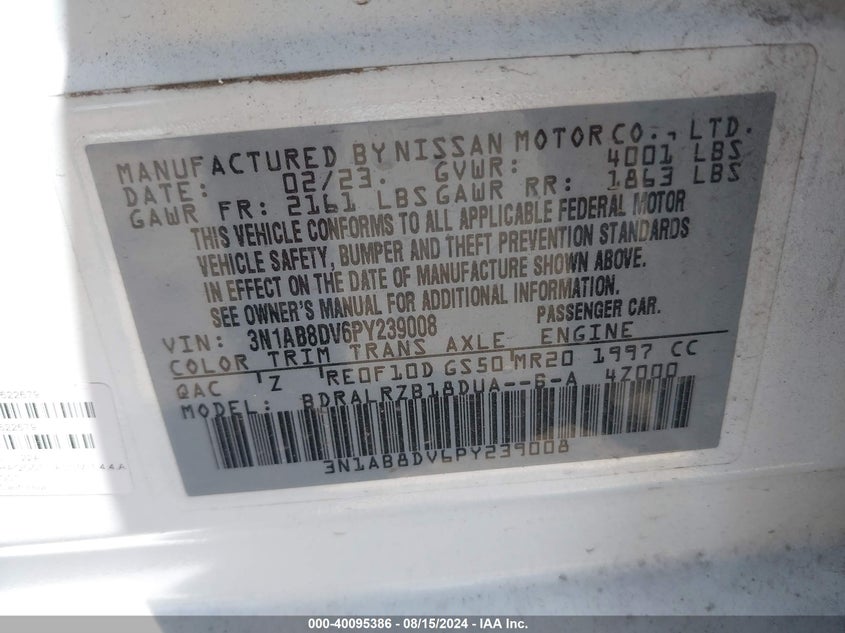 MANUFACTURED BY NISSAN MOTOR CO., LTD.
DATE: 02/23. GVWR: 4001 LBS
GAWR FR: 2161 LBS GAWR RR: 1863 LBS
THIS VEHICLE CONFORMS TO ALL APPLICABLE FEDERAL MOTOR
VEHICLE SAFETY, BUMPER AND THEFT PREVENTION STANDARDS
IN EFFECT ON THE DATE OF MANUFACTURE SHOWN ABOVE.
SEE OWNER'S MANUAL FOR ADDITIONAL INFORMATION.
VIN: 3N1AB8DV6PY239008 PASSENGER CAR.
COLOR TRIM TRANS AXLE ENGINE
QAC Z RE0F10D GS50 MR20 1997 CC
MODEL: BDRALRZB18DUA--B-A 4Z000
3N1AB8DV6PY239008
622679
000-40095386 - 08/15/2024 - IAA Inc.